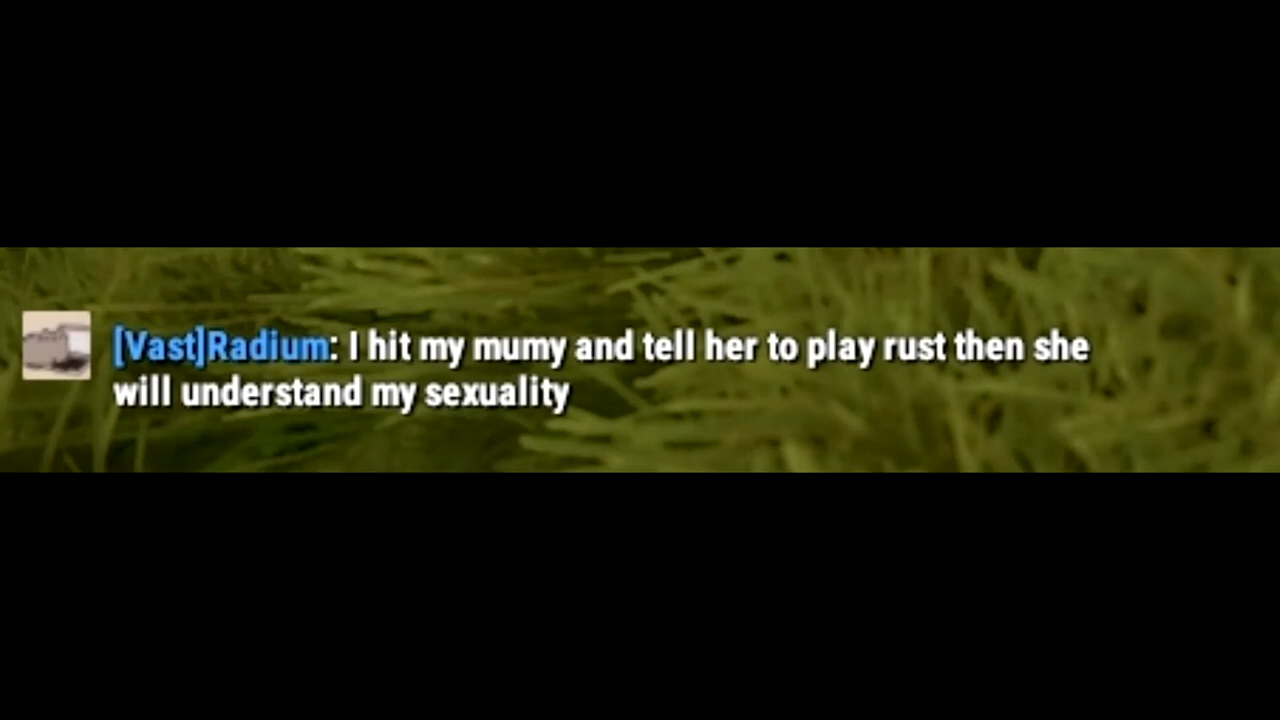 [Vast]Radium: I hit my mumy and tell her to play rust then she
will understand my sexuality